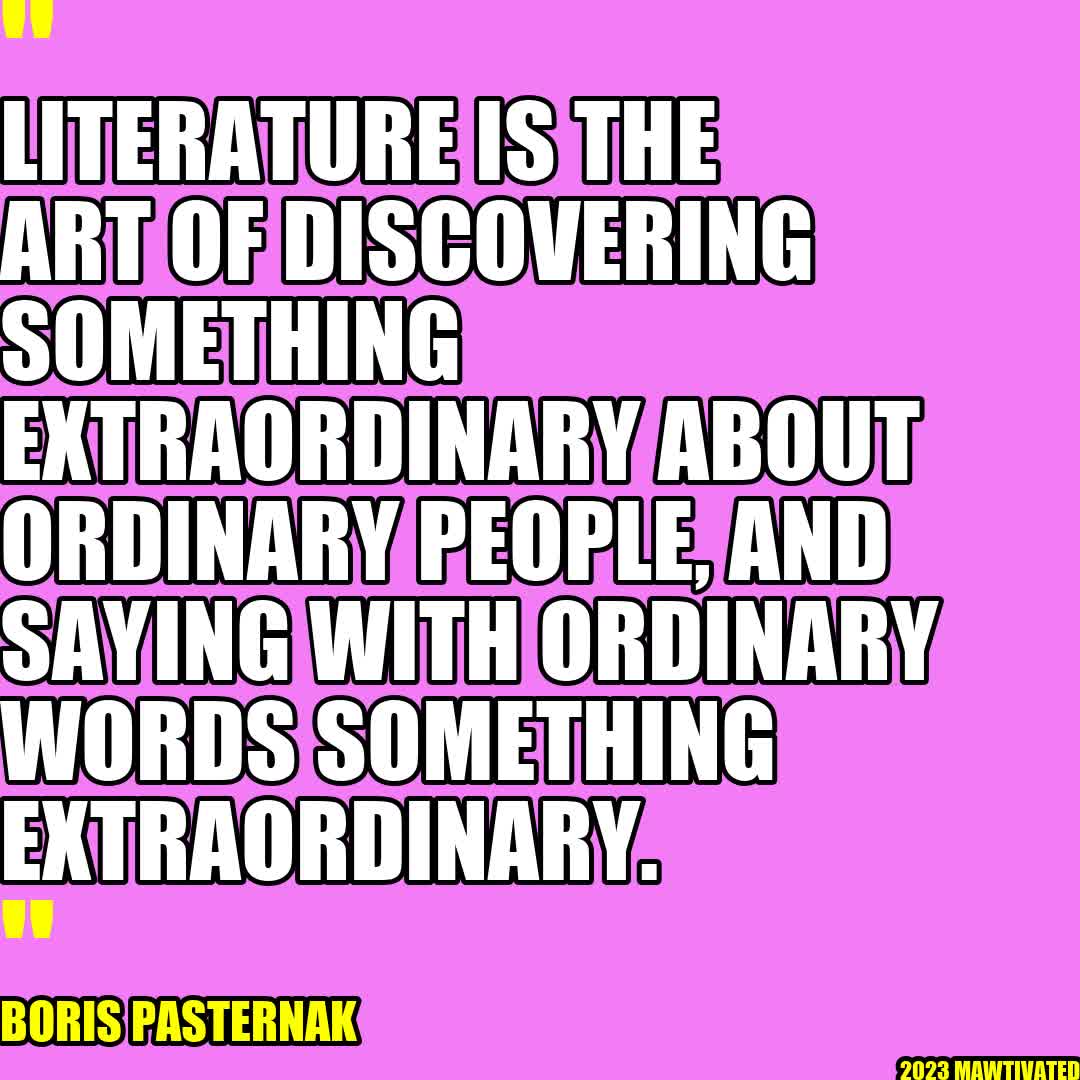 "
LITERATURE IS THE
ART OF DISCOVERING
SOMETHING
EXTRAORDINARY ABOUT
ORDINARY PEOPLE, AND
SAYING WITH ORDINARY
WORDS SOMETHING
EXTRAORDINARY.
"
BORIS PASTERNAK
2023 MAWTIVATED